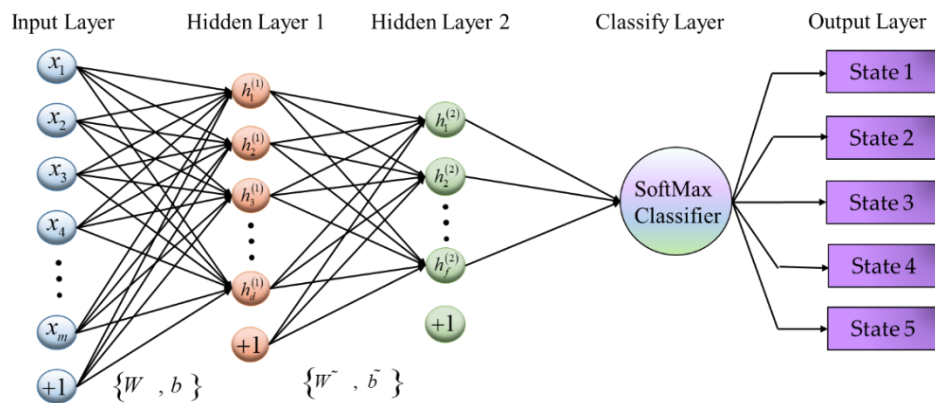 Input Layer
Hidden Layer 1
Hidden Layer 2
Classify Layer
Output Layer
x₁
x₂
x₃
x₄
xₘ
+1
h₁⁽¹⁾
h₂⁽¹⁾
h₃⁽¹⁾
h_d⁽¹⁾
+1
{W , b}
h₁⁽²⁾
h₂⁽²⁾
h_f⁽²⁾
+1
{W̃ , b̃}
SoftMax
Classifier
State 1
State 2
State 3
State 4
State 5